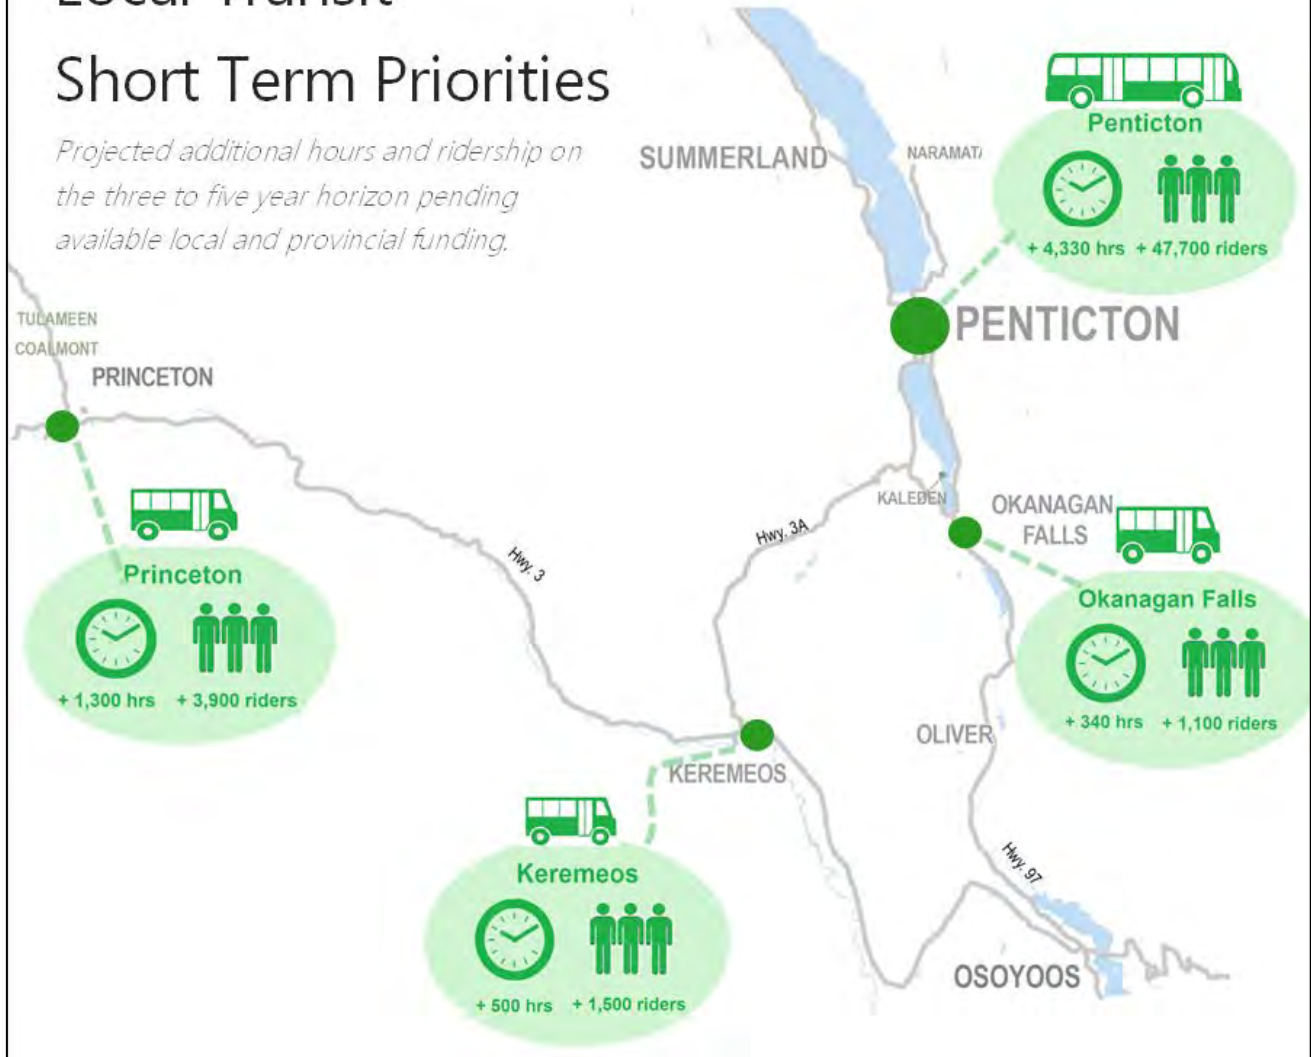 Local Transit
Short Term Priorities
Projected additional hours and ridership on
the three to five year horizon pending
available local and provincial funding.
Penticton
+ 4,330 hrs + 47,700 riders
SUMMERLAND
NARAMAT
PENTICTON
TULAMEEN
COALMONT
PRINCETON
Princeton
+ 1,300 hrs + 3,900 riders
Hwy. 3
Hwy. 3A
KALEDEN
OKANAGAN
FALLS
Okanagan Falls
+ 340 hrs + 1,100 riders
OLIVER
KEREMEOS
Keremeos
+ 500 hrs + 1,500 riders
Hwy. 97
OSOYOOS